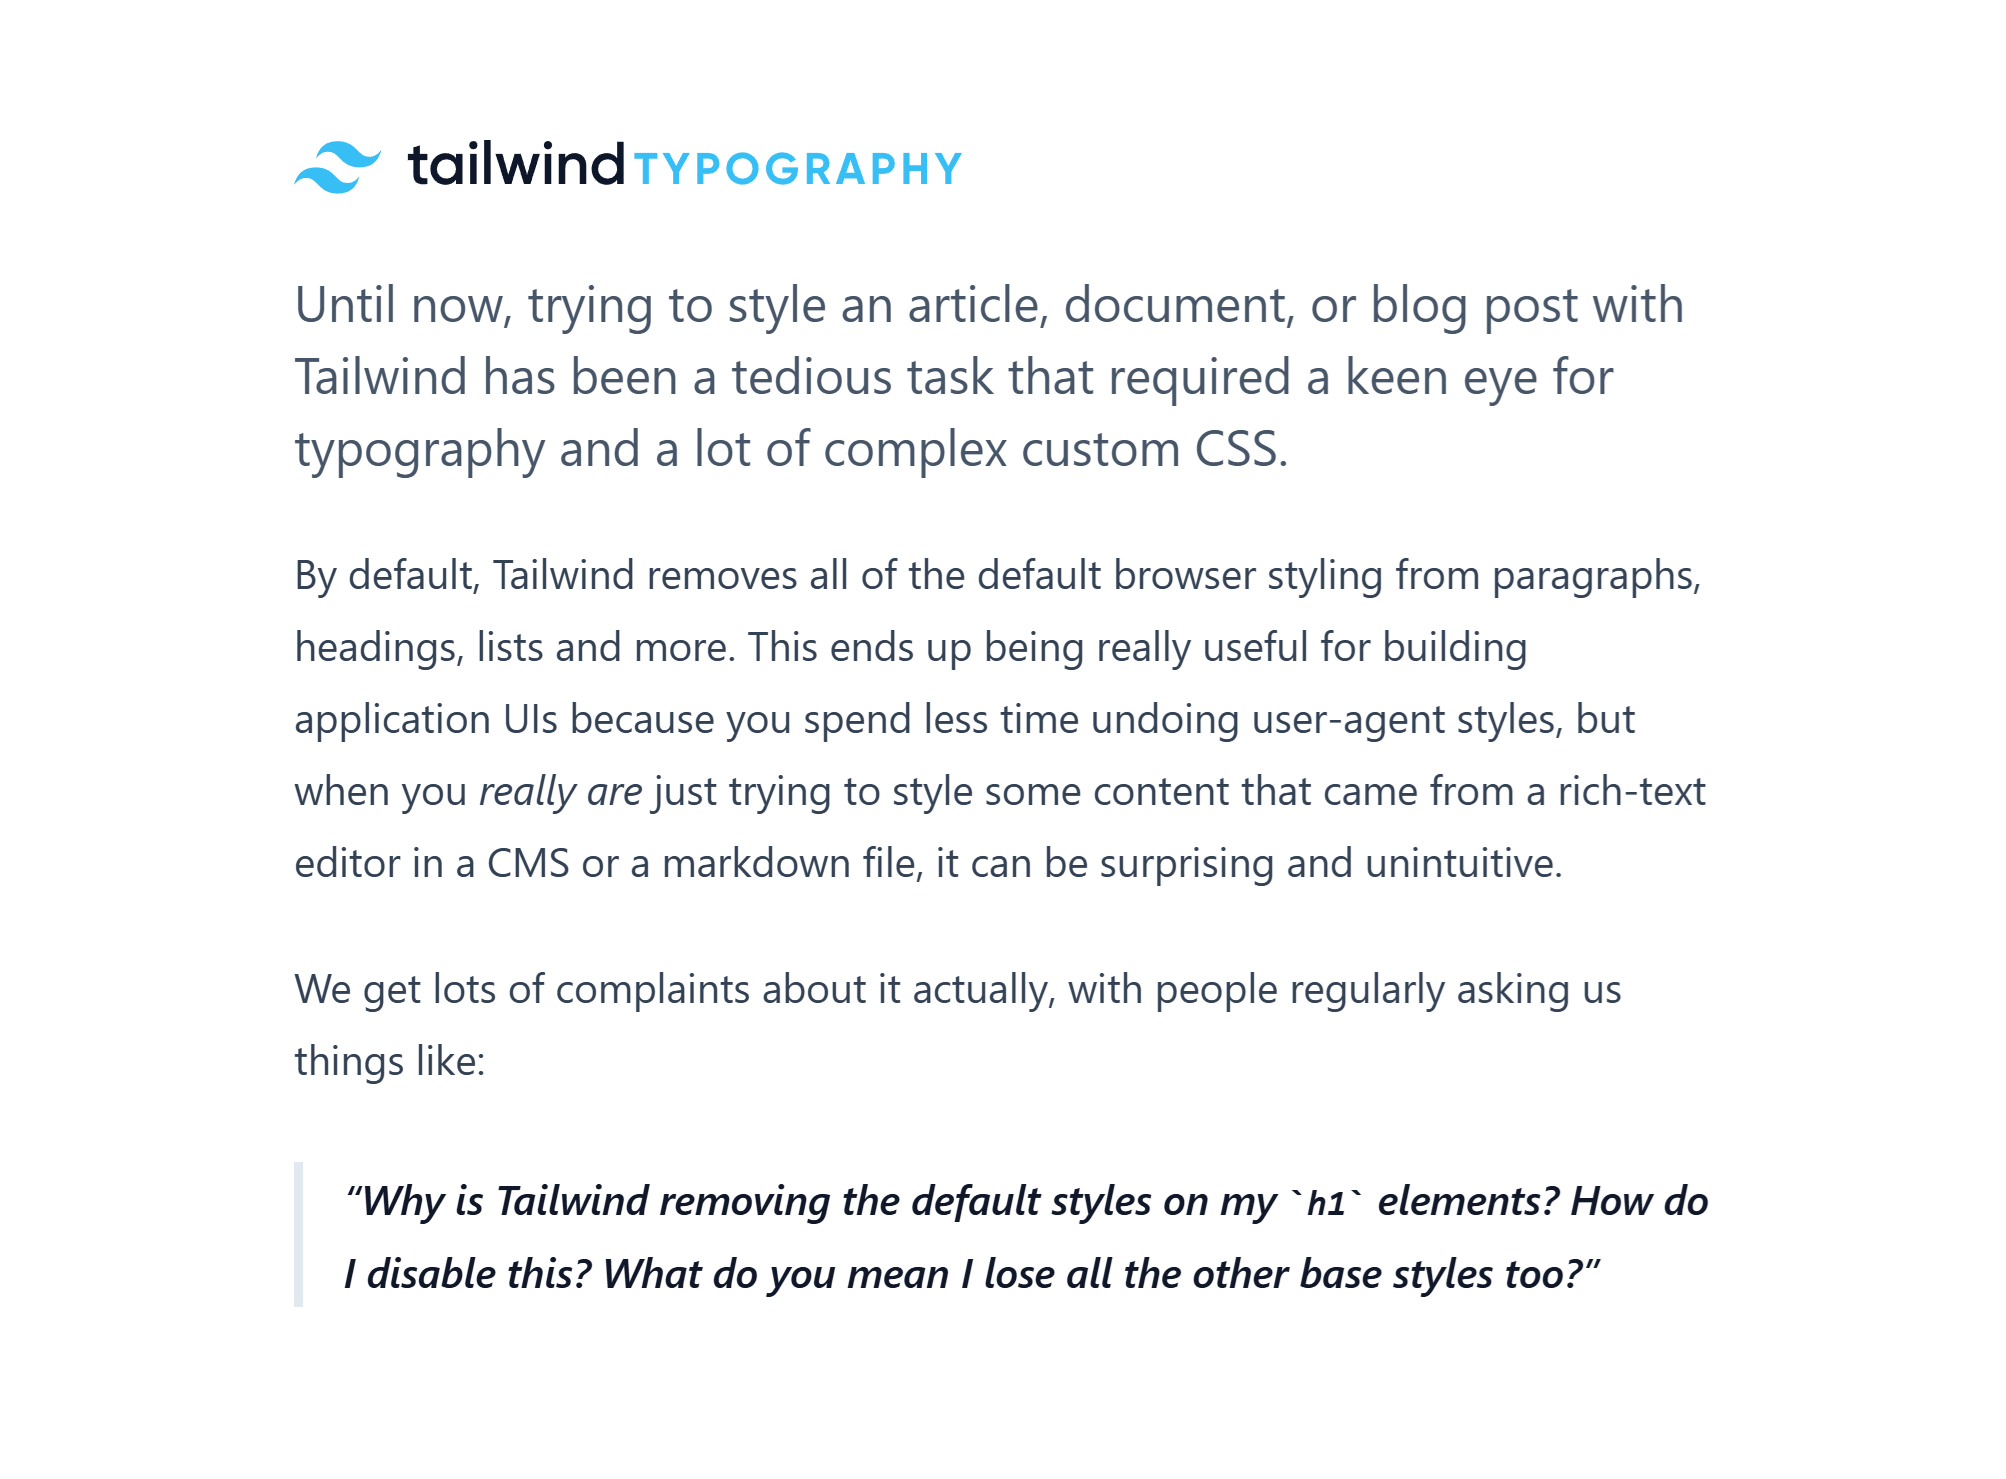 tailwind TYPOGRAPHY
Until now, trying to style an article, document, or blog post with
Tailwind has been a tedious task that required a keen eye for
typography and a lot of complex custom CSS.
By default, Tailwind removes all of the default browser styling from paragraphs,
headings, lists and more. This ends up being really useful for building
application UIs because you spend less time undoing user-agent styles, but
when you really are just trying to style some content that came from a rich-text
editor in a CMS or a markdown file, it can be surprising and unintuitive.
We get lots of complaints about it actually, with people regularly asking us
things like:
“Why is Tailwind removing the default styles on my `h1` elements? How do
I disable this? What do you mean I lose all the other base styles too?”